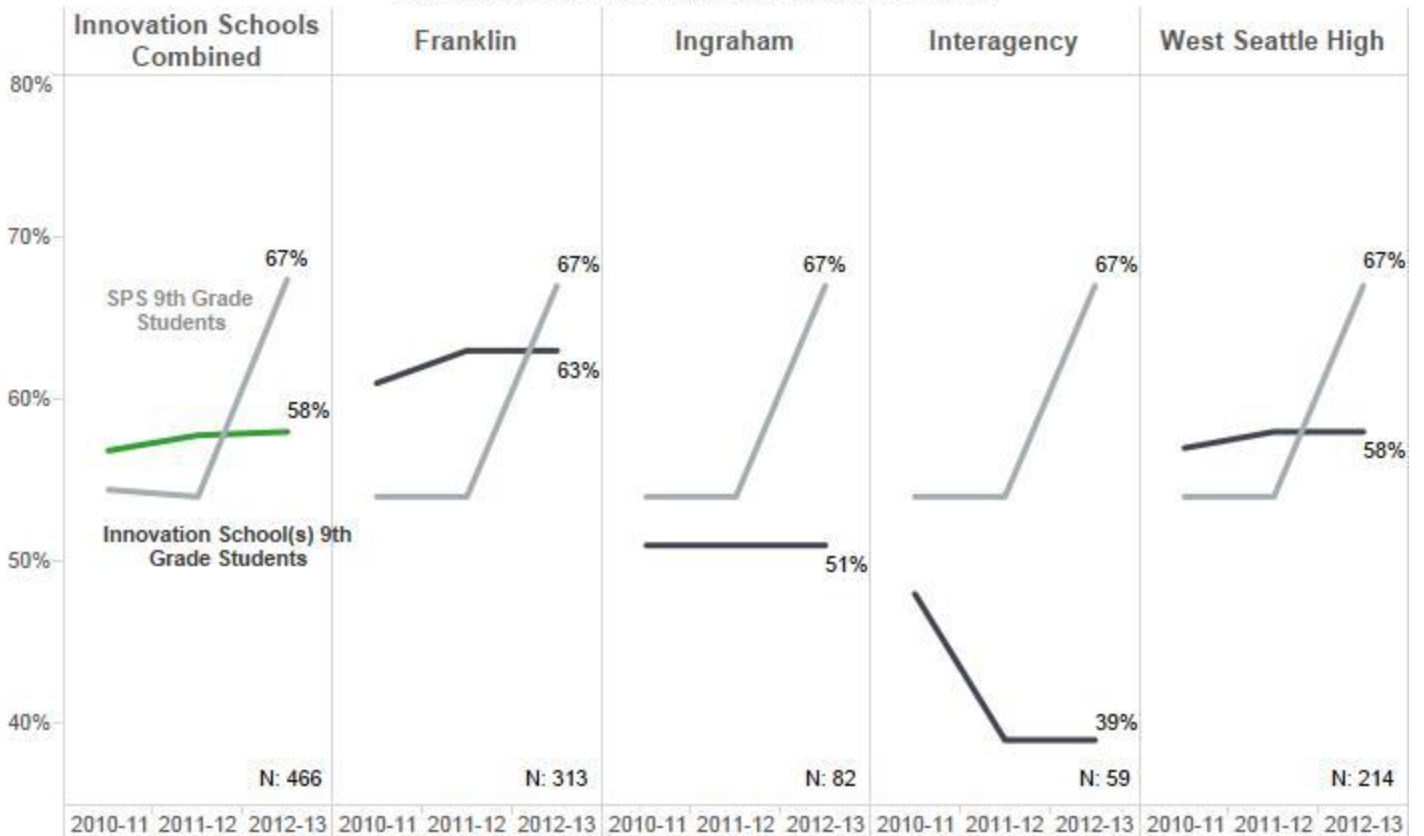 Innovation Schools
Combined
Franklin
Ingraham
Interagency
West Seattle High
80%
70%
60%
50%
40%
SPS 9th Grade
Students
67%
58%
Innovation School(s) 9th
Grade Students
N: 466
67%
63%
N: 313
67%
51%
N: 82
67%
39%
N: 59
67%
58%
N: 214
2010-11 2011-12 2012-13 2010-11 2011-12 2012-13 2010-11 2011-12 2012-13 2010-11 2011-12 2012-13 2010-11 2011-12 2012-13